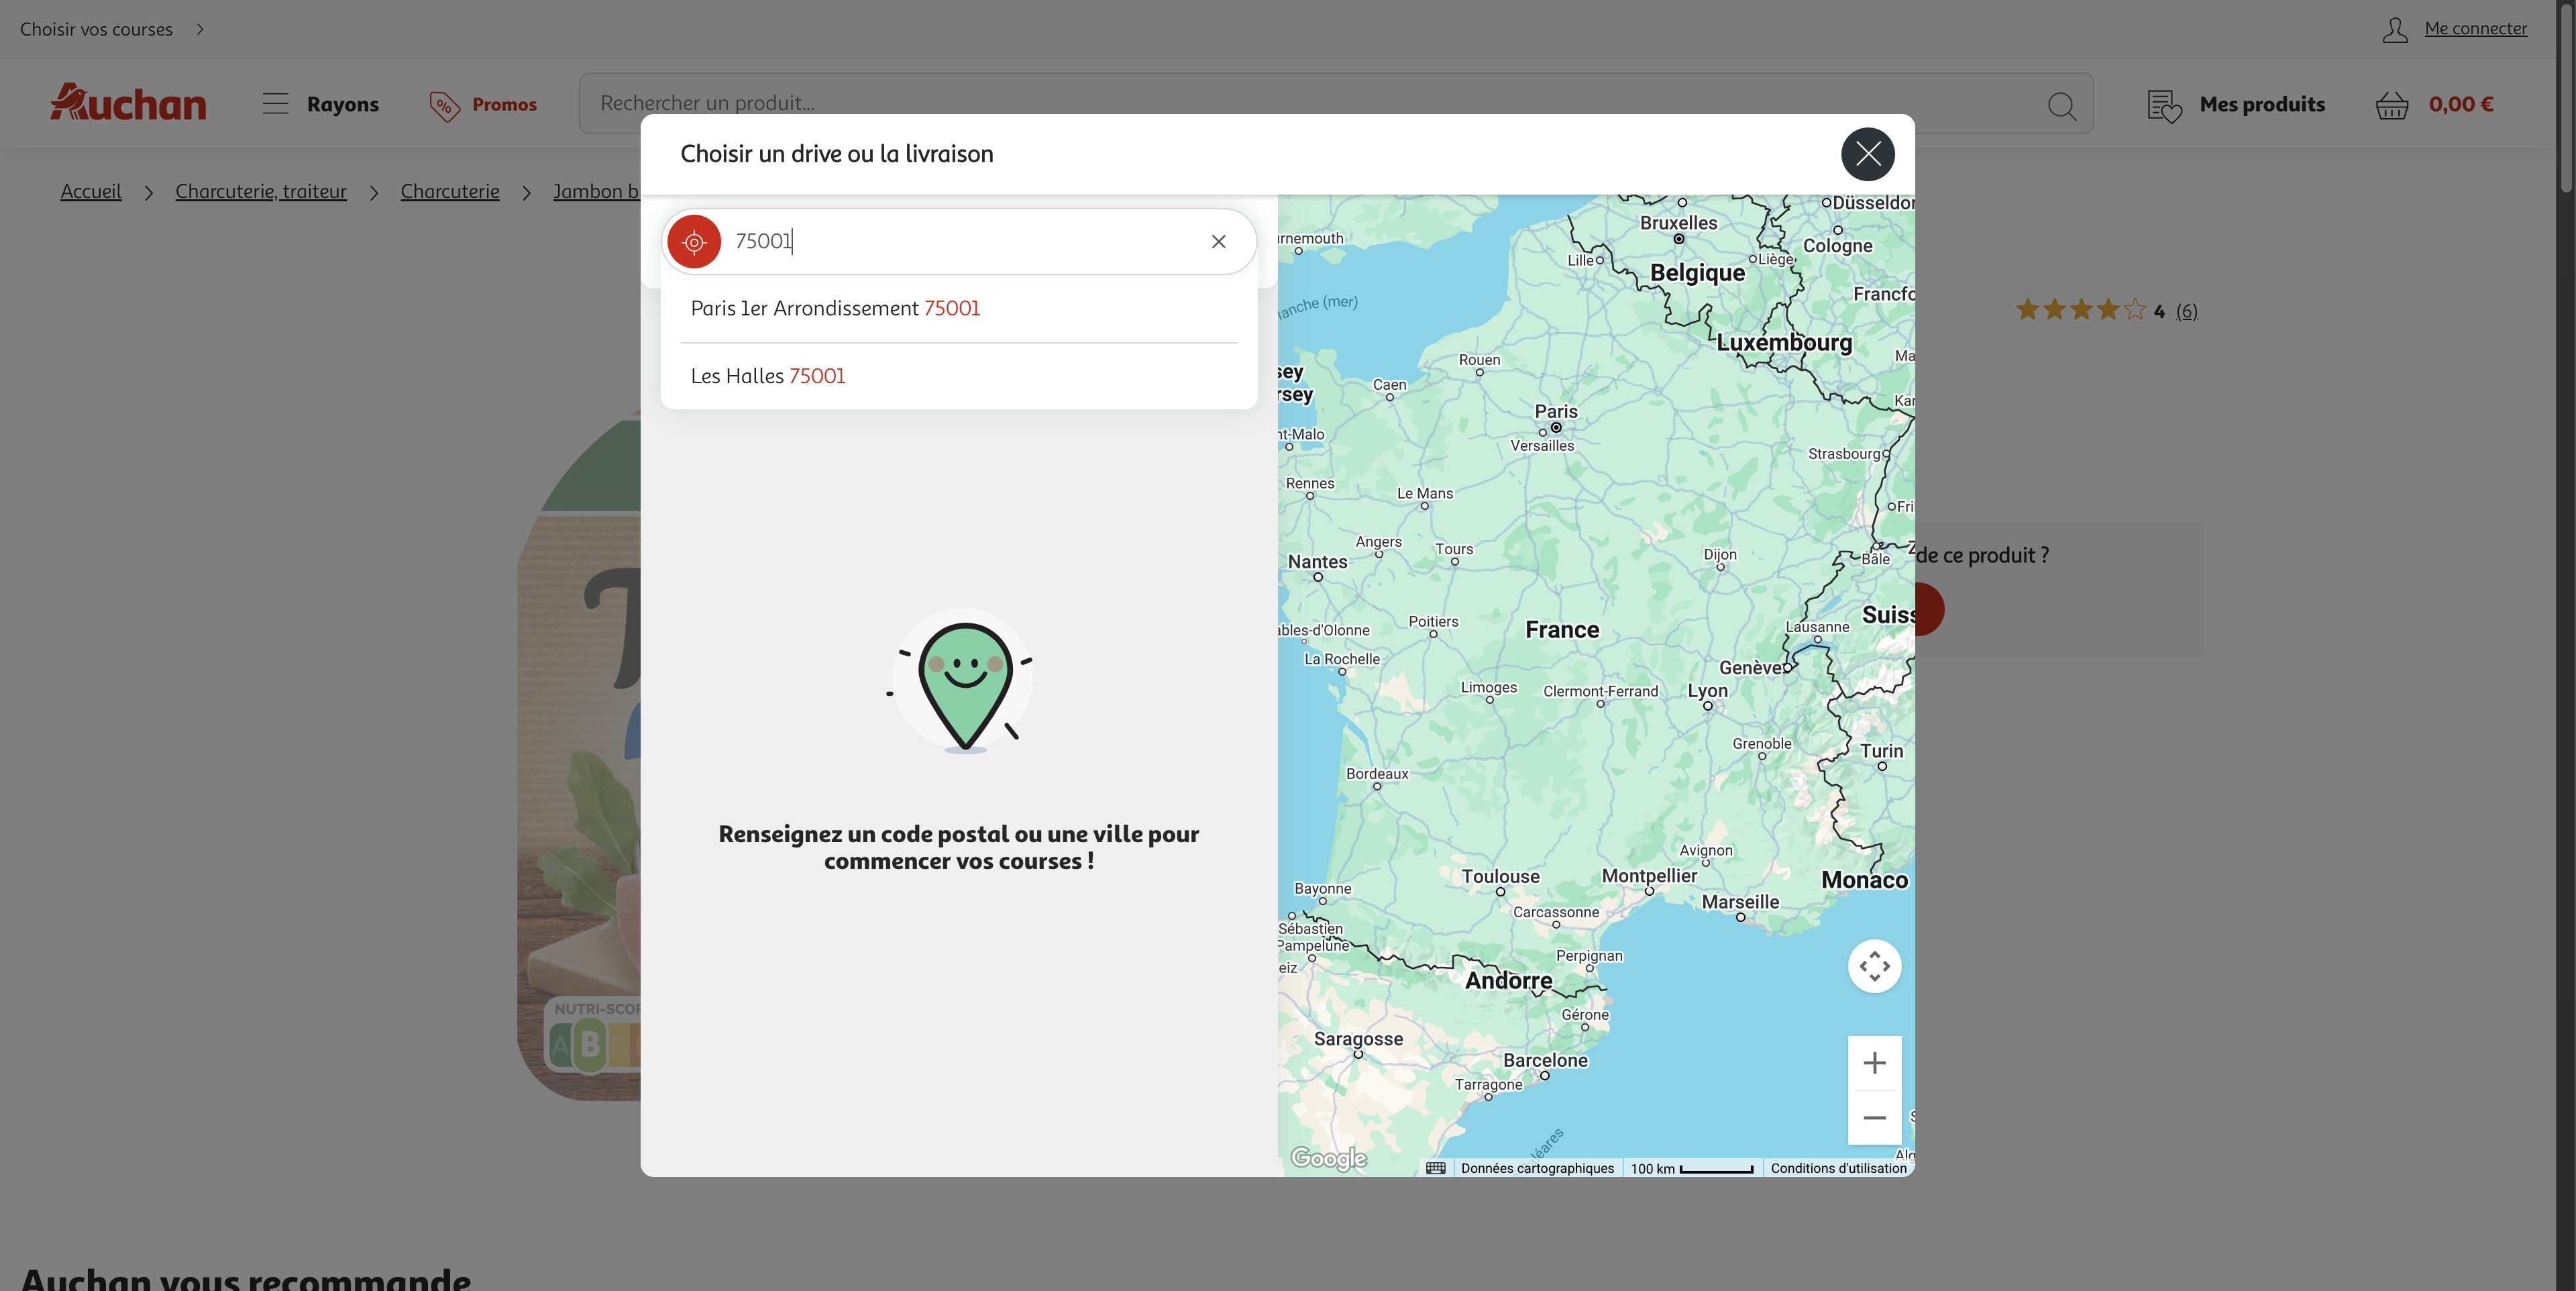 Choisir vos courses
Me connecter
Auchan
Rayons
Promos
Rechercher un produit...
Mes produits
0,00 €
Choisir un drive ou la livraison
Accueil
Charcuterie, traiteur
Charcuterie
Jambon b
75001
Paris 1er Arrondissement 75001
Les Halles 75001
4 (6)
de ce produit ?
Renseignez un code postal ou une ville pour
commencer vos courses !
NUTRI-SCOR
A B C
Düsseldor
Bruxelles
Cologne
rnemouth
Lille
Liège
Belgique
Francfo
Manche (mer)
Luxembourg
Ma
Rouen
sey
rsey
Caen
Kar
Paris
Versailles
nt-Malo
Strasbourg
Rennes
Le Mans
Fri
Angers
Tours
Dijon
Z
Bâle
Nantes
Suiss
Poitiers
France
Lausanne
ables-d'Olonne
La Rochelle
Genève
Limoges
Clermont-Ferrand
Lyon
Grenoble
Turin
Bordeaux
Avignon
Toulouse
Montpellier
Monaco
Bayonne
Marseille
Carcassonne
Sébastien
Pampelune
Perpignan
eiz
Andorre
Gérone
Saragosse
Barcelone
Tarragone
léares
Alg
Google
Données cartographiques
100 km
Conditions d'utilisation
Auchan vous recommande